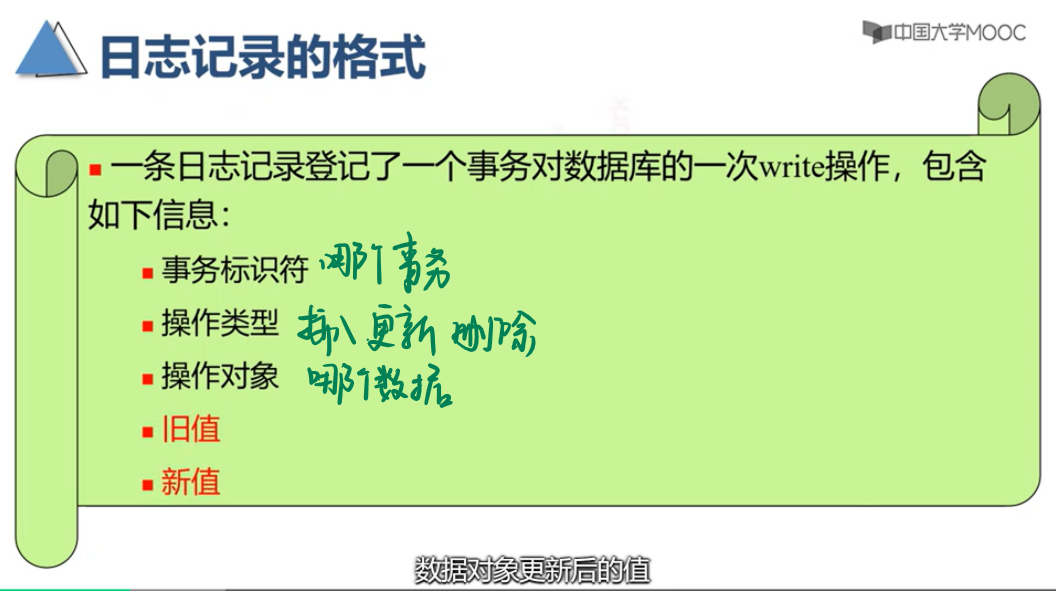 日志记录的格式
中国大学MOOC
一条日志记录登记了一个事务对数据库的一次write操作，包含
如下信息：
事务标识符 哪个事务
操作类型 插入 更新 删除
操作对象 哪个数据
旧值
新值
数据对象更新后的值